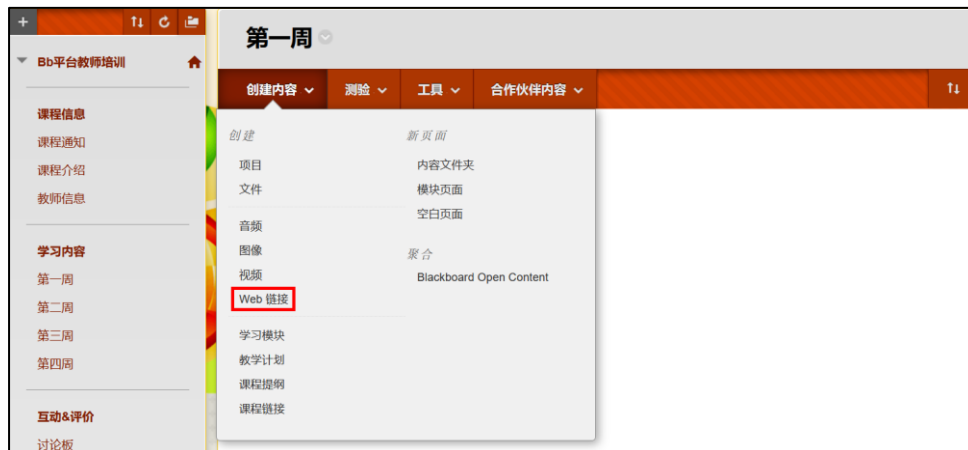 Bb平台教师培训
课程信息
课程通知
课程介绍
教师信息
学习内容
第一周
第二周
第三周
第四周
互动&评价
讨论板
第一周
创建内容 测验 工具 合作伙伴内容
创建
项目
文件
音频
图像
视频
Web 链接
学习模块
教学计划
课程提纲
课程链接
新页面
内容文件夹
模块页面
空白页面
聚合
Blackboard Open Content